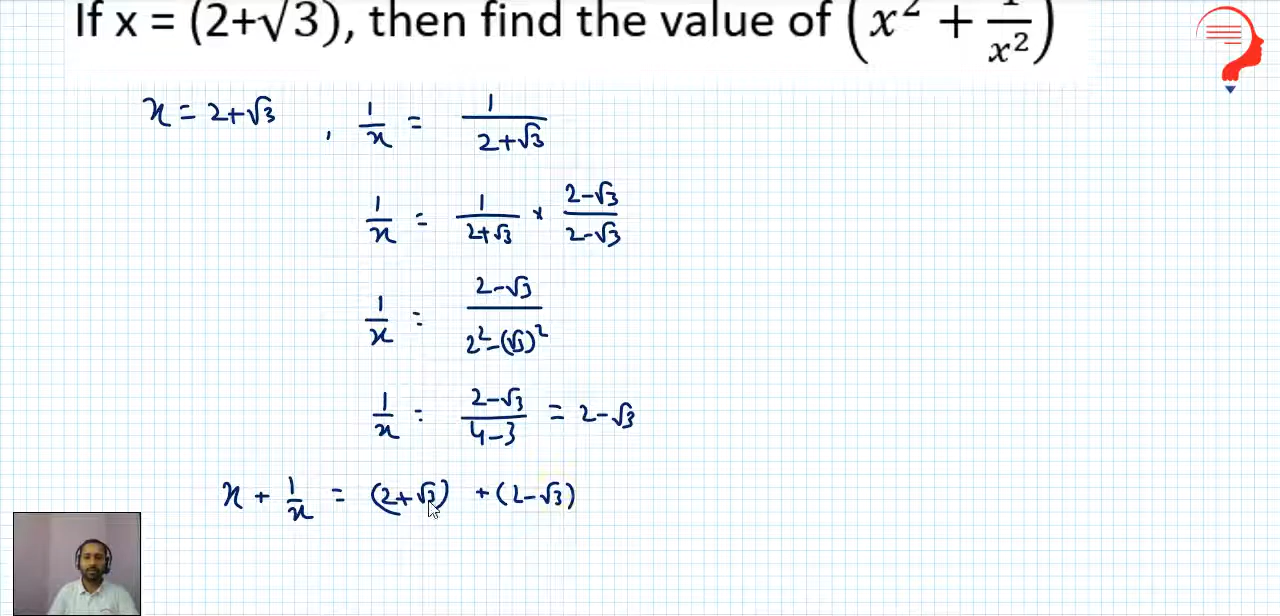 If x = (2+√3), then find the value of (x² + 1/x²)
x = 2+√3 , 1/x = 1/(2+√3)
1/x = 1/(2+√3) × (2-√3)/(2-√3)
1/x = (2-√3)/(2²-(√3)²)
1/x = (2-√3)/(4-3) = 2-√3
x + 1/x = (2+√3) + (2-√3)